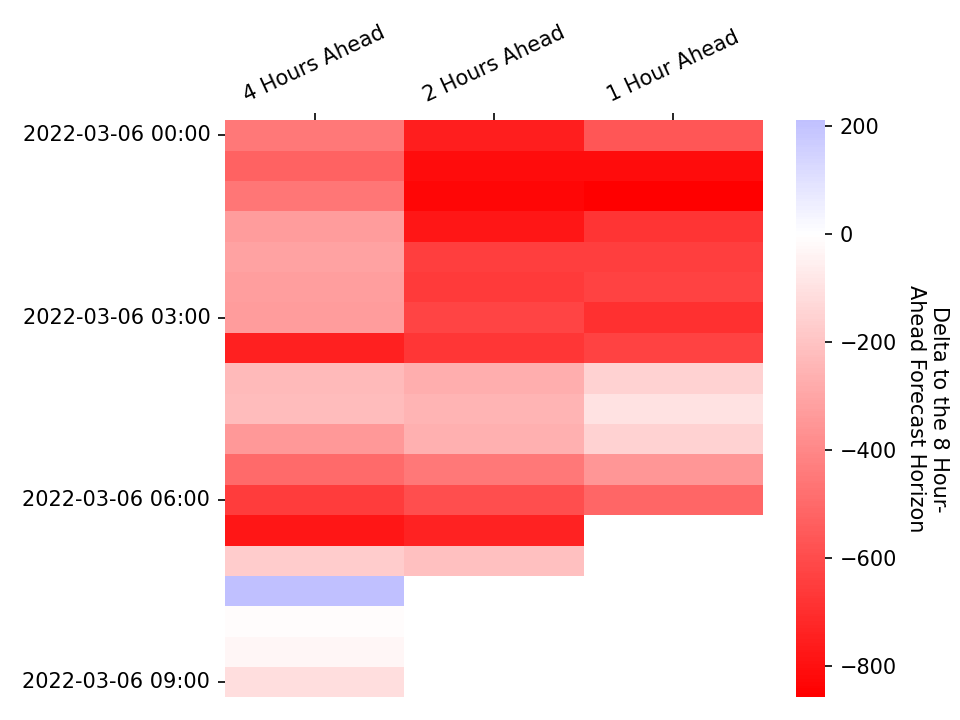 4 Hours Ahead
2 Hours Ahead
1 Hour Ahead
2022-03-06 00:00
2022-03-06 03:00
2022-03-06 06:00
2022-03-06 09:00
200
0
−200
−400
−600
−800
Delta to the 8 Hour-
Ahead Forecast Horizon